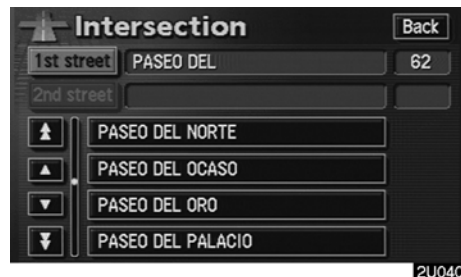 Intersection Back
1st street PASEO DEL 62
2nd street
PASEO DEL NORTE
PASEO DEL OCASO
PASEO DEL ORO
PASEO DEL PALACIO
2U040